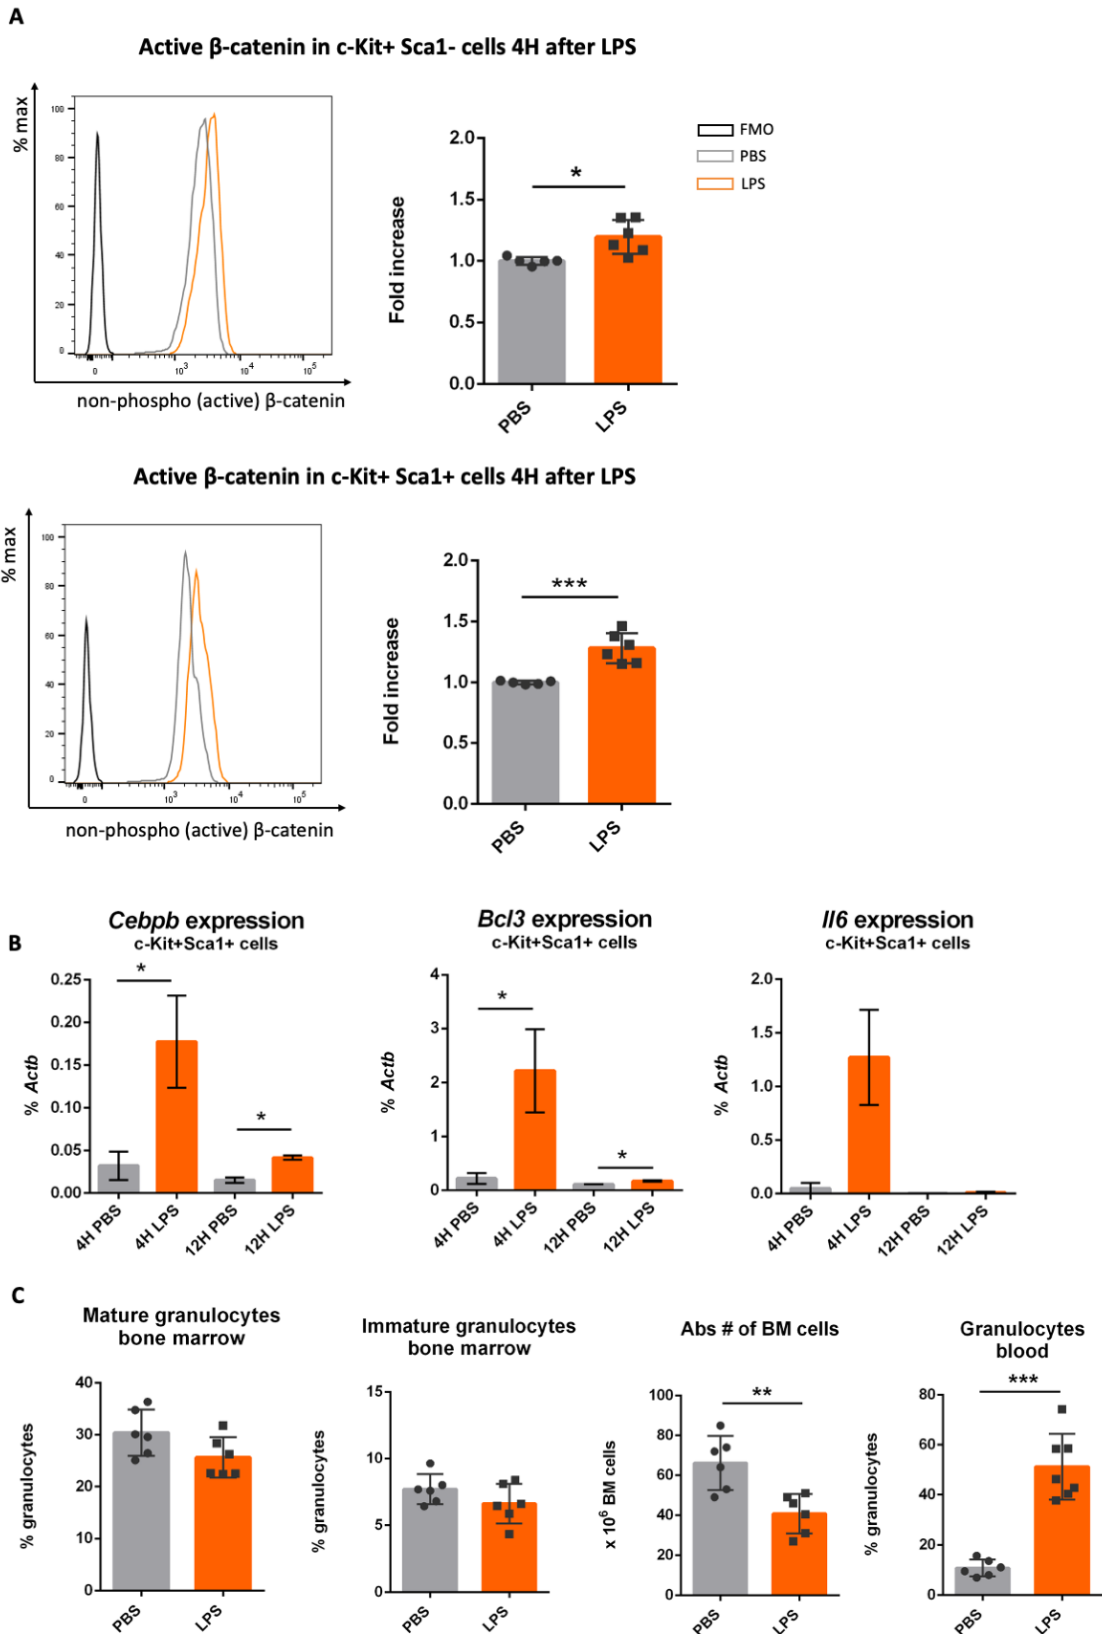 A
Active β-catenin in c-Kit+ Sca1- cells 4H after LPS
% max
100
80
60
40
20
0
0 10³ 10⁴ 10⁵
non-phospho (active) β-catenin
Fold increase
2.0
1.5
1.0
0.5
0.0
*
PBS LPS
FMO
PBS
LPS
Active β-catenin in c-Kit+ Sca1+ cells 4H after LPS
% max
100
80
60
40
20
0
0 10³ 10⁴ 10⁵
non-phospho (active) β-catenin
Fold increase
2.0
1.5
1.0
0.5
0.0
***
PBS LPS
B
Cebpb expression
c-Kit+Sca1+ cells
% Actb
0.25
0.20
0.15
0.10
0.05
0.00
* *
4H PBS 4H LPS 12H PBS 12H LPS
Bcl3 expression
c-Kit+Sca1+ cells
% Actb
4
3
2
1
0
* *
4H PBS 4H LPS 12H PBS 12H LPS
Il6 expression
c-Kit+Sca1+ cells
% Actb
2.0
1.5
1.0
0.5
0.0
4H PBS 4H LPS 12H PBS 12H LPS
C
Mature granulocytes
bone marrow
% granulocytes
40
30
20
10
0
PBS LPS
Immature granulocytes
bone marrow
% granulocytes
15
10
5
0
PBS LPS
Abs # of BM cells
x 10⁶ BM cells
100
80
60
40
20
0
**
PBS LPS
Granulocytes
blood
% granulocytes
80
60
40
20
0
***
PBS LPS